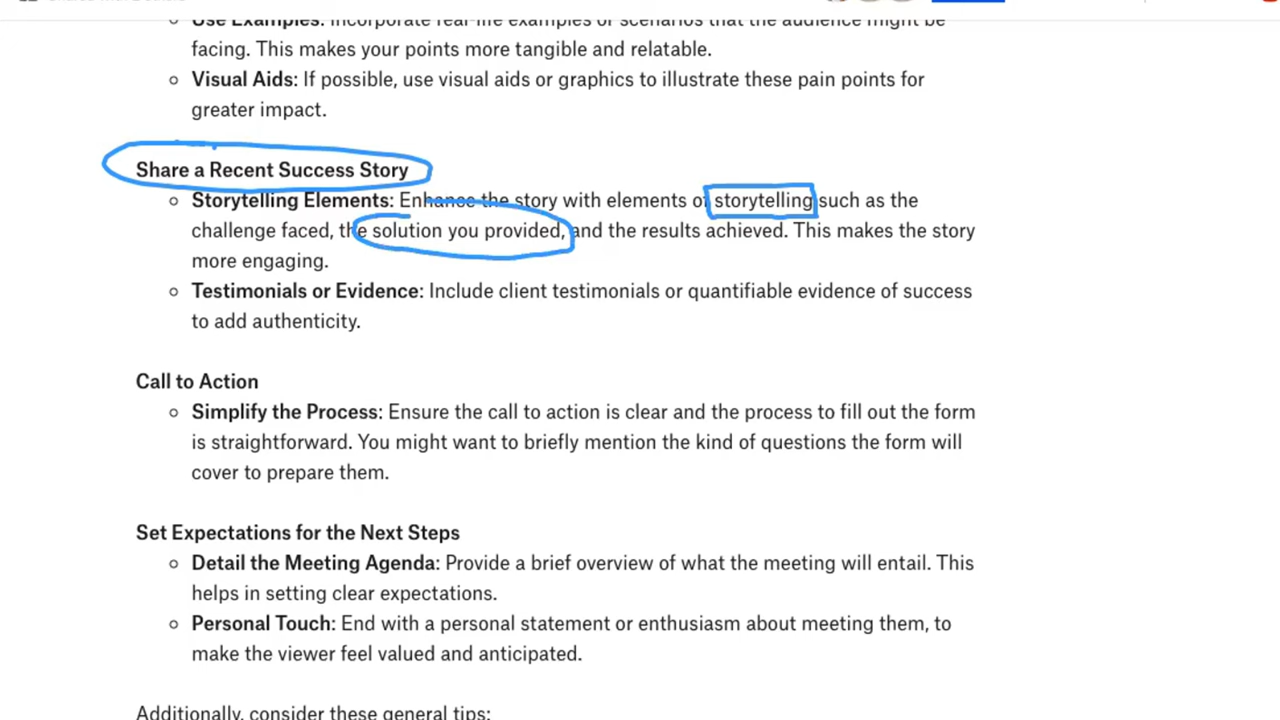 Use Examples: Incorporate real-life examples or scenarios that the audience might be
facing. This makes your points more tangible and relatable.
Visual Aids: If possible, use visual aids or graphics to illustrate these pain points for
greater impact.
Share a Recent Success Story
Storytelling Elements: Enhance the story with elements of storytelling such as the
challenge faced, the solution you provided, and the results achieved. This makes the story
more engaging.
Testimonials or Evidence: Include client testimonials or quantifiable evidence of success
to add authenticity.
Call to Action
Simplify the Process: Ensure the call to action is clear and the process to fill out the form
is straightforward. You might want to briefly mention the kind of questions the form will
cover to prepare them.
Set Expectations for the Next Steps
Detail the Meeting Agenda: Provide a brief overview of what the meeting will entail. This
helps in setting clear expectations.
Personal Touch: End with a personal statement or enthusiasm about meeting them, to
make the viewer feel valued and anticipated.
Additionally, consider these general tips: